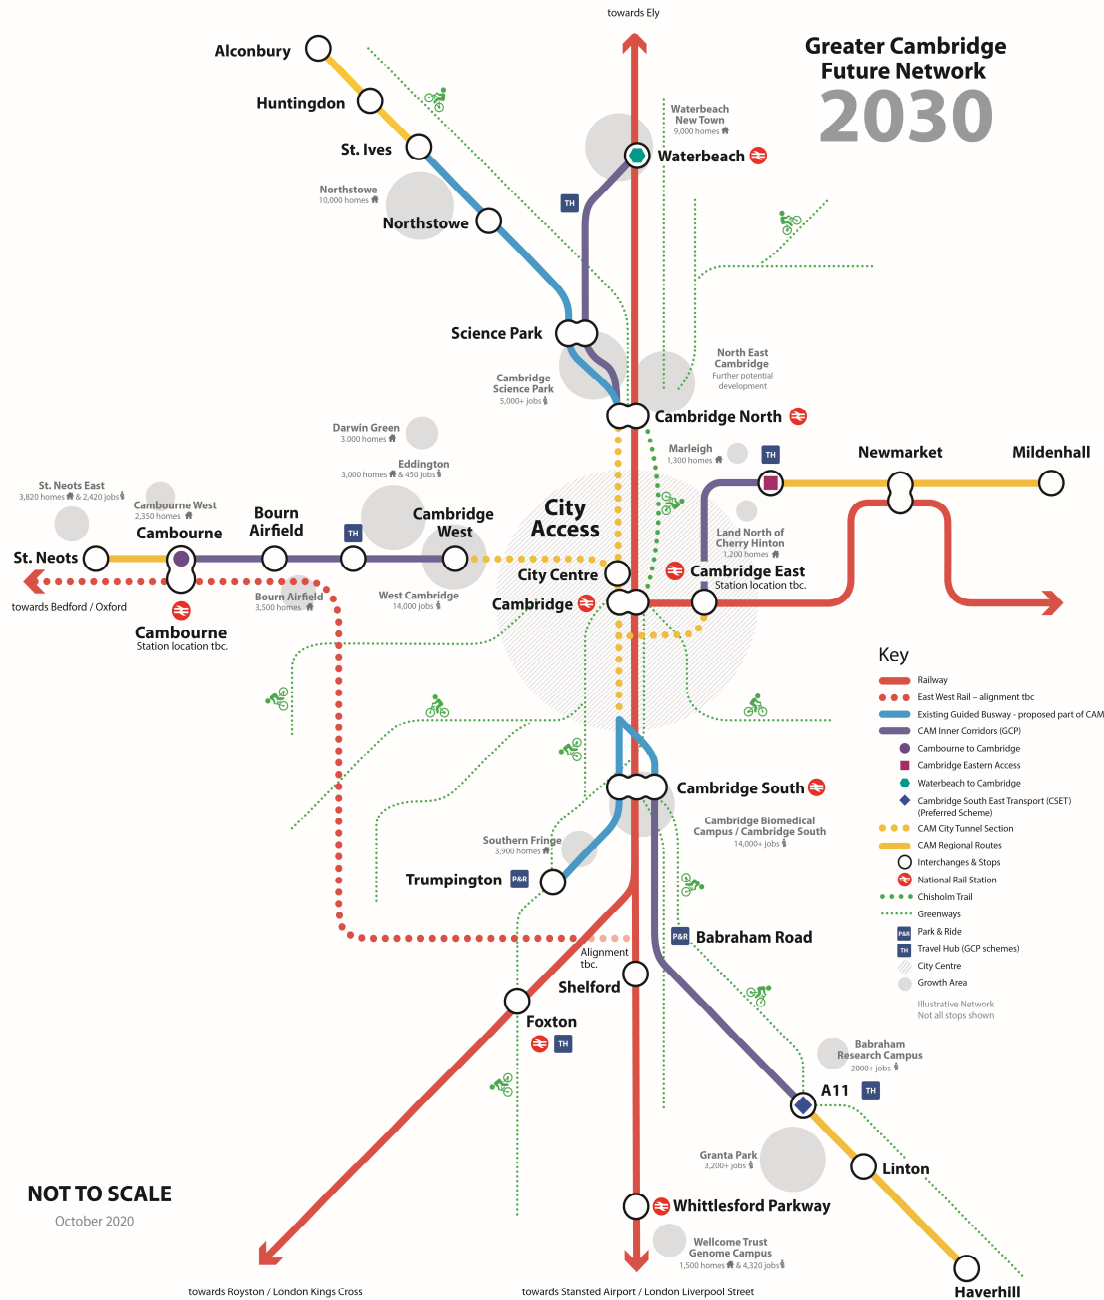 towards Ely
Greater Cambridge
Future Network
2030
Alconbury
Huntingdon
St. Ives
Northstowe
10,000 homes
Northstowe
Waterbeach
New Town
9,000 homes
Waterbeach
TH
Science Park
Cambridge
Science Park
5,000+ jobs
North East
Cambridge
Further potential
development
Cambridge North
Darwin Green
3,000 homes
Eddington
3,000 homes & 450 jobs
Marleigh
1,300 homes
TH
Newmarket
Mildenhall
St. Neots East
3,820 homes & 2,420 jobs
Cambourne West
2,350 homes
Cambourne
Bourn
Airfield
TH
Cambridge
West
City
Access
Land North of
Cherry Hinton
1,200 homes
St. Neots
City Centre
Cambridge East
Station location tbc.
towards Bedford / Oxford
Bourn Airfield
3,500 homes
West Cambridge
14,000 jobs
Cambridge
Cambourne
Station location tbc.
Key
Railway
East West Rail – alignment tbc
Existing Guided Busway - proposed part of CAM
CAM Inner Corridors (GCP)
Cambourne to Cambridge
Cambridge Eastern Access
Waterbeach to Cambridge
Cambridge South East Transport (CSET)
(Preferred Scheme)
CAM City Tunnel Section
CAM Regional Routes
Interchanges & Stops
National Rail Station
Chisholm Trail
Greenways
P&R
Park & Ride
TH
Travel Hub (GCP schemes)
City Centre
Growth Area
Illustrative Network
Not all stops shown
Cambridge South
Cambridge Biomedical
Campus / Cambridge South
14,000+ jobs
Southern Fringe
3,900 homes
Trumpington
P&R
P&R
Babraham Road
Alignment
tbc.
Shelford
Foxton
TH
Babraham
Research Campus
2000+ jobs
A11
TH
Granta Park
3,200+ jobs
Linton
NOT TO SCALE
October 2020
Whittlesford Parkway
Wellcome Trust
Genome Campus
1,500 homes & 4,320 jobs
Haverhill
towards Royston / London Kings Cross
towards Stansted Airport / London Liverpool Street